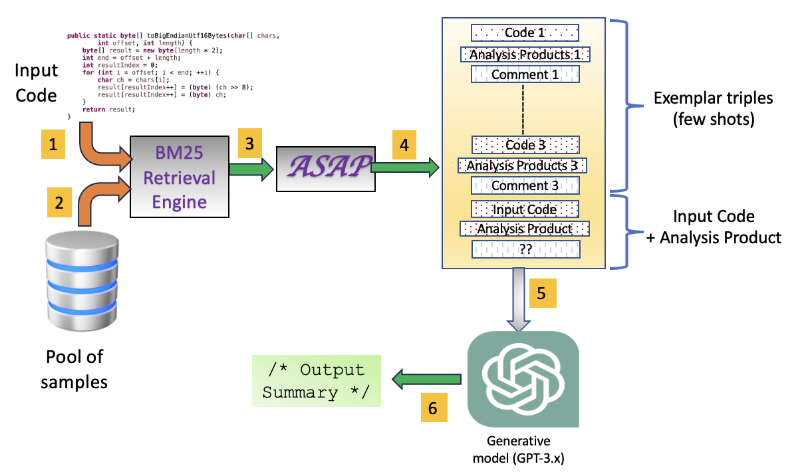 public static byte[] toBigEndianUtf16Bytes(char[] chars,
int offset, int length) {
byte[] result = new byte[length * 2];
int end = offset + length;
int resultIndex = 0;
for (int i = offset; i < end; ++i) {
char ch = chars[i];
result[resultIndex++] = (byte) (ch >> 8);
result[resultIndex++] = (byte) ch;
}
return result;
}
Input
Code
1
2
BM25
Retrieval
Engine
3
ASAP
4
Pool of
samples
Code 1
Analysis Products 1
Comment 1
Code 3
Analysis Products 3
Comment 3
Input Code
Analysis Product
??
Exemplar triples
(few shots)
Input Code
+ Analysis Product
5
Generative
model (GPT-3.x)
6
/* Output
Summary */